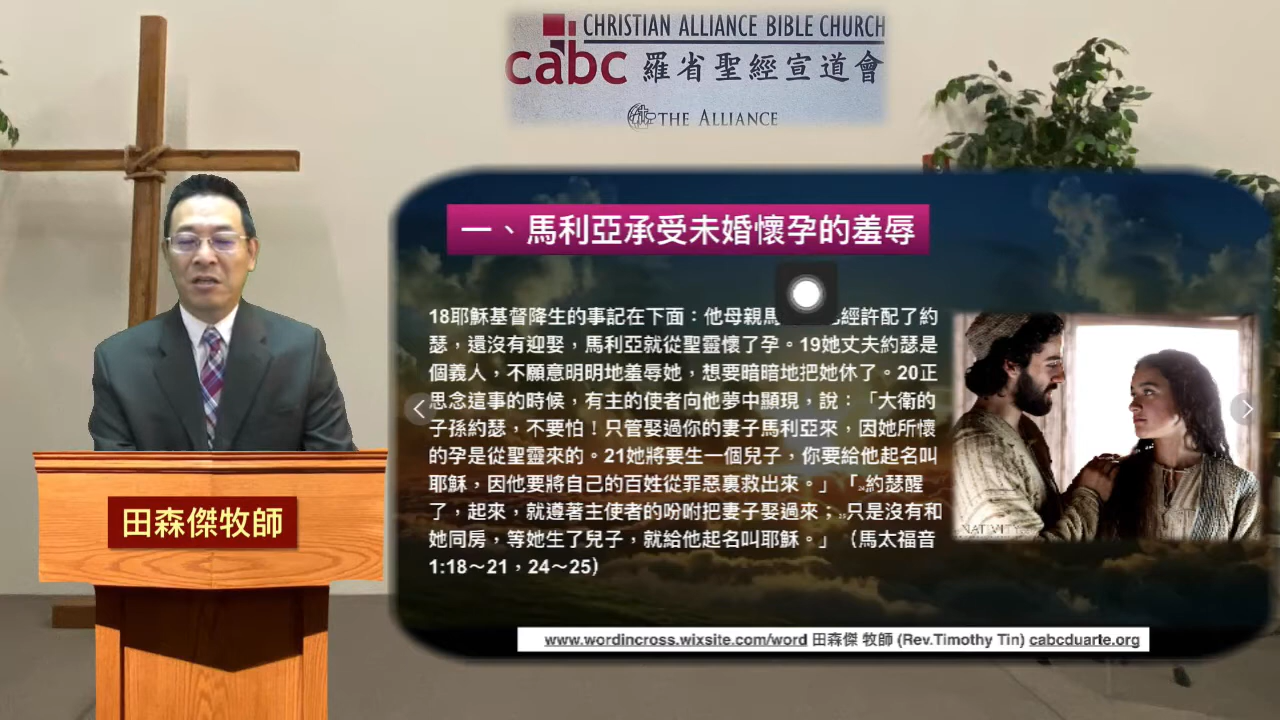 CHRISTIAN ALLIANCE BIBLE CHURCH
cabc 羅省聖經宣道會
THE ALLIANCE
一、馬利亞承受未婚懷孕的羞辱
18耶穌基督降生的事記在下面：他母親馬 經許配了約
瑟，還沒有迎娶，馬利亞就從聖靈懷了孕。19她丈夫約瑟是
個義人，不願意明明地羞辱她，想要暗暗地把她休了。20正
思念這事的時候，有主的使者向他夢中顯現，說：「大衛的
子孫約瑟，不要怕！只管娶過你的妻子馬利亞來，因她所懷
的孕是從聖靈來的。21她將要生一個兒子，你要給他起名叫
耶穌，因他要將自己的百姓從罪惡裏救出來。」「約瑟醒
了，起來，就遵著主使者的吩咐把妻子娶過來；只是沒有和
她同房，等她生了兒子，就給他起名叫耶穌。」（馬太福音
1:18～21，24～25）
NATIVITY
田森傑牧師
www.wordincross.wixsite.com/word 田森傑 牧師 (Rev.Timothy Tin) cabcduarte.org